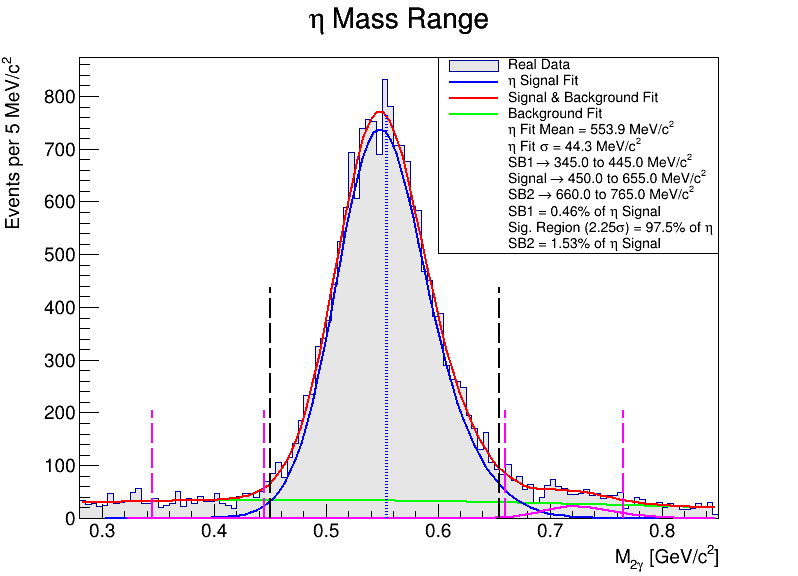 η Mass Range
Events per 5 MeV/c²
800
700
600
500
400
300
200
100
0
0.3 0.4 0.5 0.6 0.7 0.8
M₂γ [GeV/c²]
Real Data
η Signal Fit
Signal & Background Fit
Background Fit
η Fit Mean = 553.9 MeV/c²
η Fit σ = 44.3 MeV/c²
SB1 → 345.0 to 445.0 MeV/c²
Signal → 450.0 to 655.0 MeV/c²
SB2 → 660.0 to 765.0 MeV/c²
SB1 = 0.46% of η Signal
Sig. Region (2.25σ) = 97.5% of η
SB2 = 1.53% of η Signal